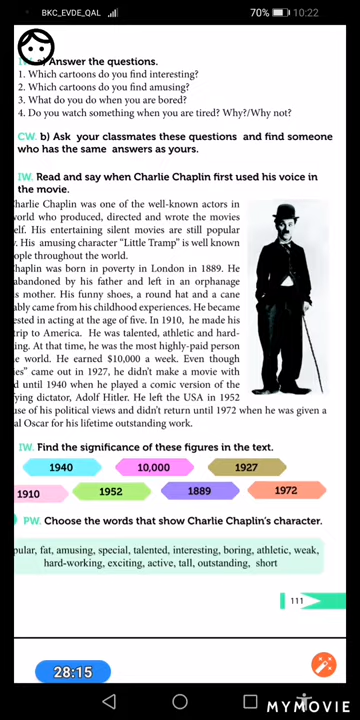 BKC_EVDE_QAL 70% 10:22
a) Answer the questions.
1. Which cartoons do you find interesting?
2. Which cartoons do you find amusing?
3. What do you do when you are bored?
4. Do you watch something when you are tired? Why?/Why not?
CW. b) Ask your classmates these questions and find someone
who has the same answers as yours.
IW. Read and say when Charlie Chaplin first used his voice in
the movie.
Charlie Chaplin was one of the well-known actors in
world who produced, directed and wrote the movies
elf. His entertaining silent movies are still popular
His amusing character “Little Tramp” is well known
ople throughout the world.
haplin was born in poverty in London in 1889. He
abandoned by his father and left in an orphanage
s mother. His funny shoes, a round hat and a cane
ably came from his childhood experiences. He became
ested in acting at the age of five. In 1910, he made his
rip to America. He was talented, athletic and hard-
ing. At that time, he was the most highly-paid person
e world. He earned $10,000 a week. Even though
ies” came out in 1927, he didn't make a movie with
d until 1940 when he played a comic version of the
fying dictator, Adolf Hitler. He left the USA in 1952
use of his political views and didn't return until 1972 when he was given a
al Oscar for his lifetime outstanding work.
IW. Find the significance of these figures in the text.
1940 10,000 1927
1910 1952 1889 1972
PW. Choose the words that show Charlie Chaplin's character.
pular, fat, amusing, special, talented, interesting, boring, athletic, weak,
hard-working, exciting, active, tall, outstanding, short
111
28:15
MYMOVIE